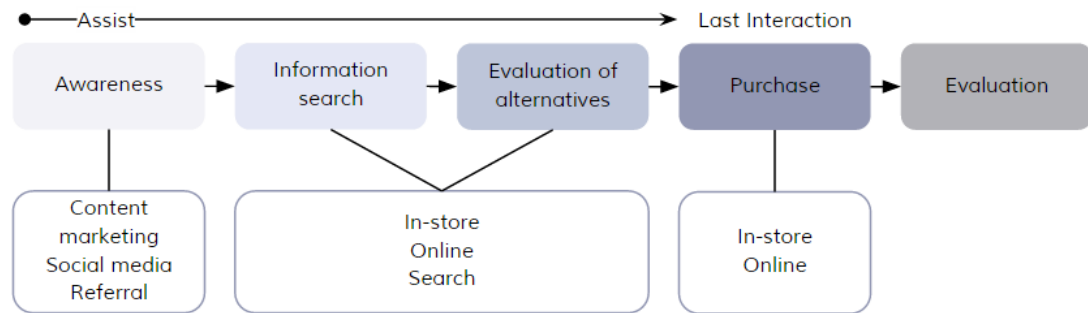 Assist
Last Interaction
Awareness
Information
search
Evaluation of
alternatives
Purchase
Evaluation
Content
marketing
Social media
Referral
In-store
Online
Search
In-store
Online